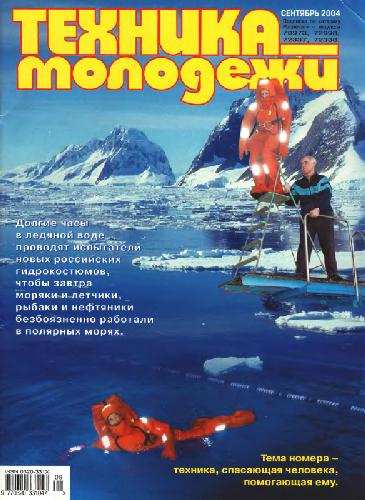 СЕНТЯБРЬ 2004
ТЕХНИКА
молодежи
Долгие часы
в ледяной воде
проводят испытатели
новых российских
гидрокостюмов,
чтобы завтра
моряки и летчики,
рыбаки и нефтяники
безбоязненно работали
в полярных морях.
Тема номера –
техника, спасающая человека,
помогающая ему.